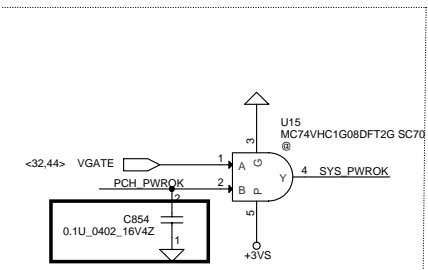 U15
MC74VHC1G08DFT2G SC70
@
3
<32,44> VGATE
1
A
G
Y
4
SYS_PWROK
PCH_PWROK
2
B
P
2
5
C854
0.1U_0402_16V4Z
1
+3VS